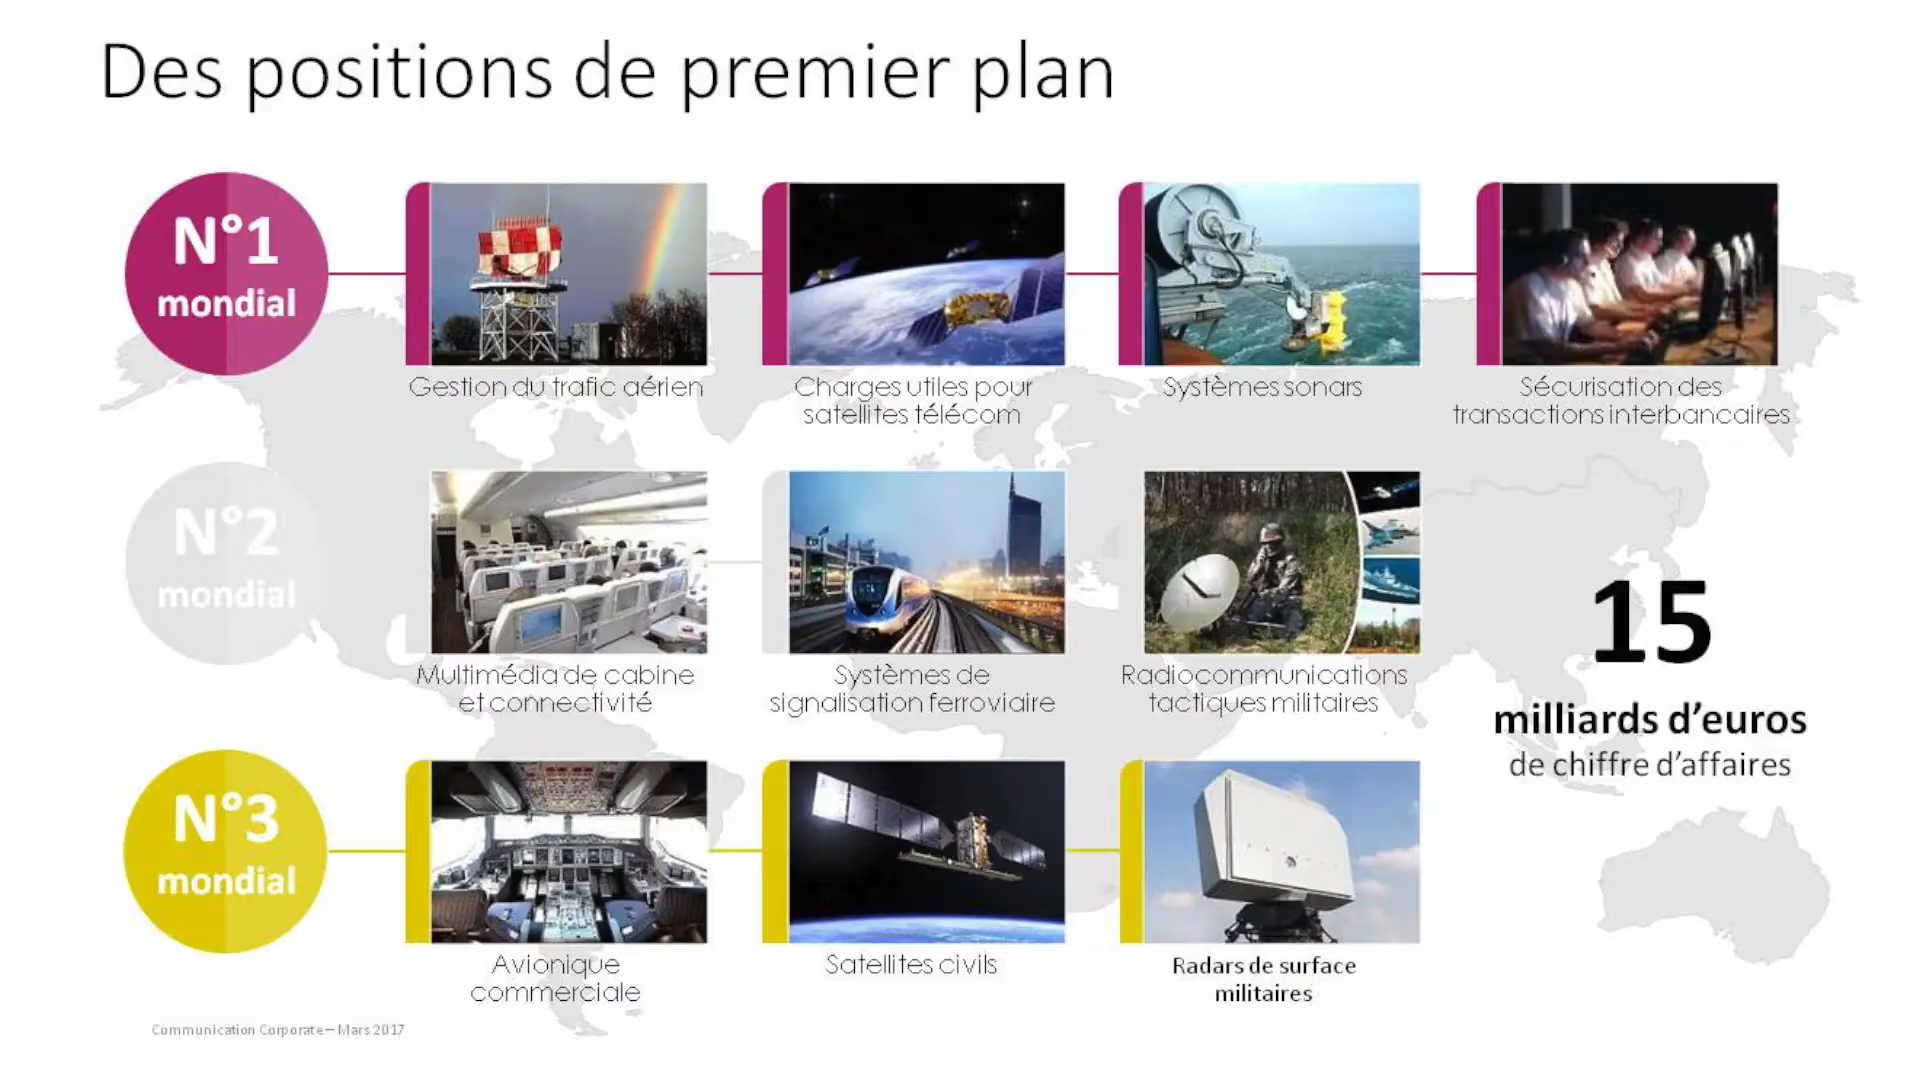 Des positions de premier plan
N°1
mondial
Gestion du trafic aérien
Charges utiles pour
satellites télécom
Systèmes sonars
Sécurisation des
transactions interbancaires
N°2
mondial
Multimédia de cabine
et connectivité
Systèmes de
signalisation ferroviaire
Radiocommunications
tactiques militaires
15
milliards d'euros
de chiffre d'affaires
N°3
mondial
Avionique
commerciale
Satellites civils
Radars de surface
militaires
Communication Corporate – Mars 2017